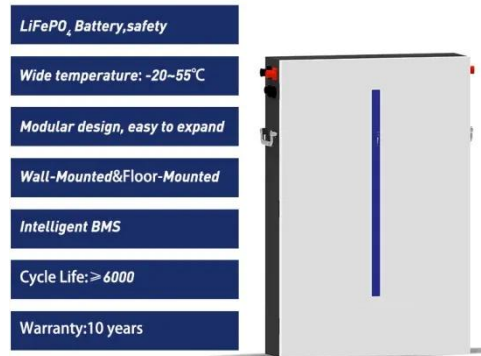 LiFePO₄ Battery,safety
Wide temperature: -20~55℃
Modular design, easy to expand
Wall-Mounted&Floor-Mounted
Intelligent BMS
Cycle Life:≥6000
Warranty:10 years